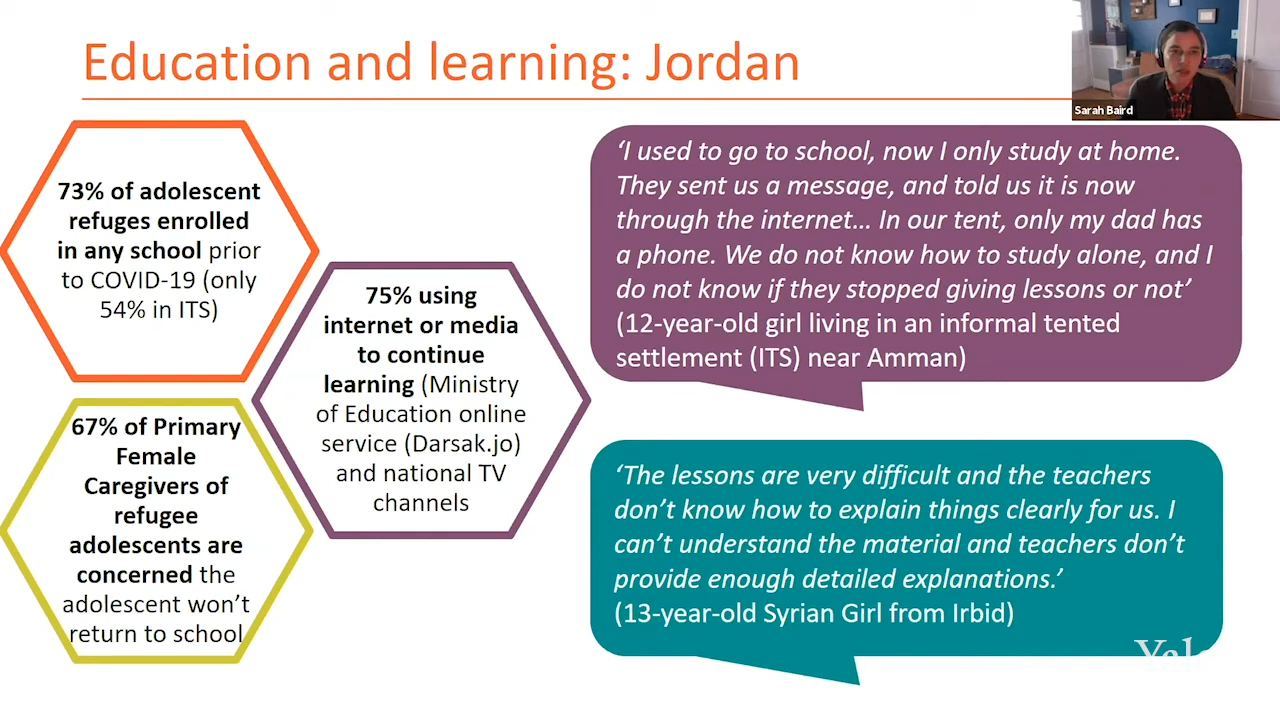 Education and learning: Jordan
Sarah Baird
73% of adolescent
refuges enrolled
in any school prior
to COVID-19 (only
54% in ITS)
75% using
internet or media
to continue
learning (Ministry
of Education online
service (Darsak.jo)
and national TV
channels
67% of Primary
Female
Caregivers of
refugee
adolescents are
concerned the
adolescent won’t
return to school
‘I used to go to school, now I only study at home.
They sent us a message, and told us it is now
through the internet… In our tent, only my dad has
a phone. We do not know how to study alone, and I
do not know if they stopped giving lessons or not’
(12-year-old girl living in an informal tented
settlement (ITS) near Amman)
‘The lessons are very difficult and the teachers
don’t know how to explain things clearly for us. I
can’t understand the material and teachers don’t
provide enough detailed explanations.’
(13-year-old Syrian Girl from Irbid)
Yale